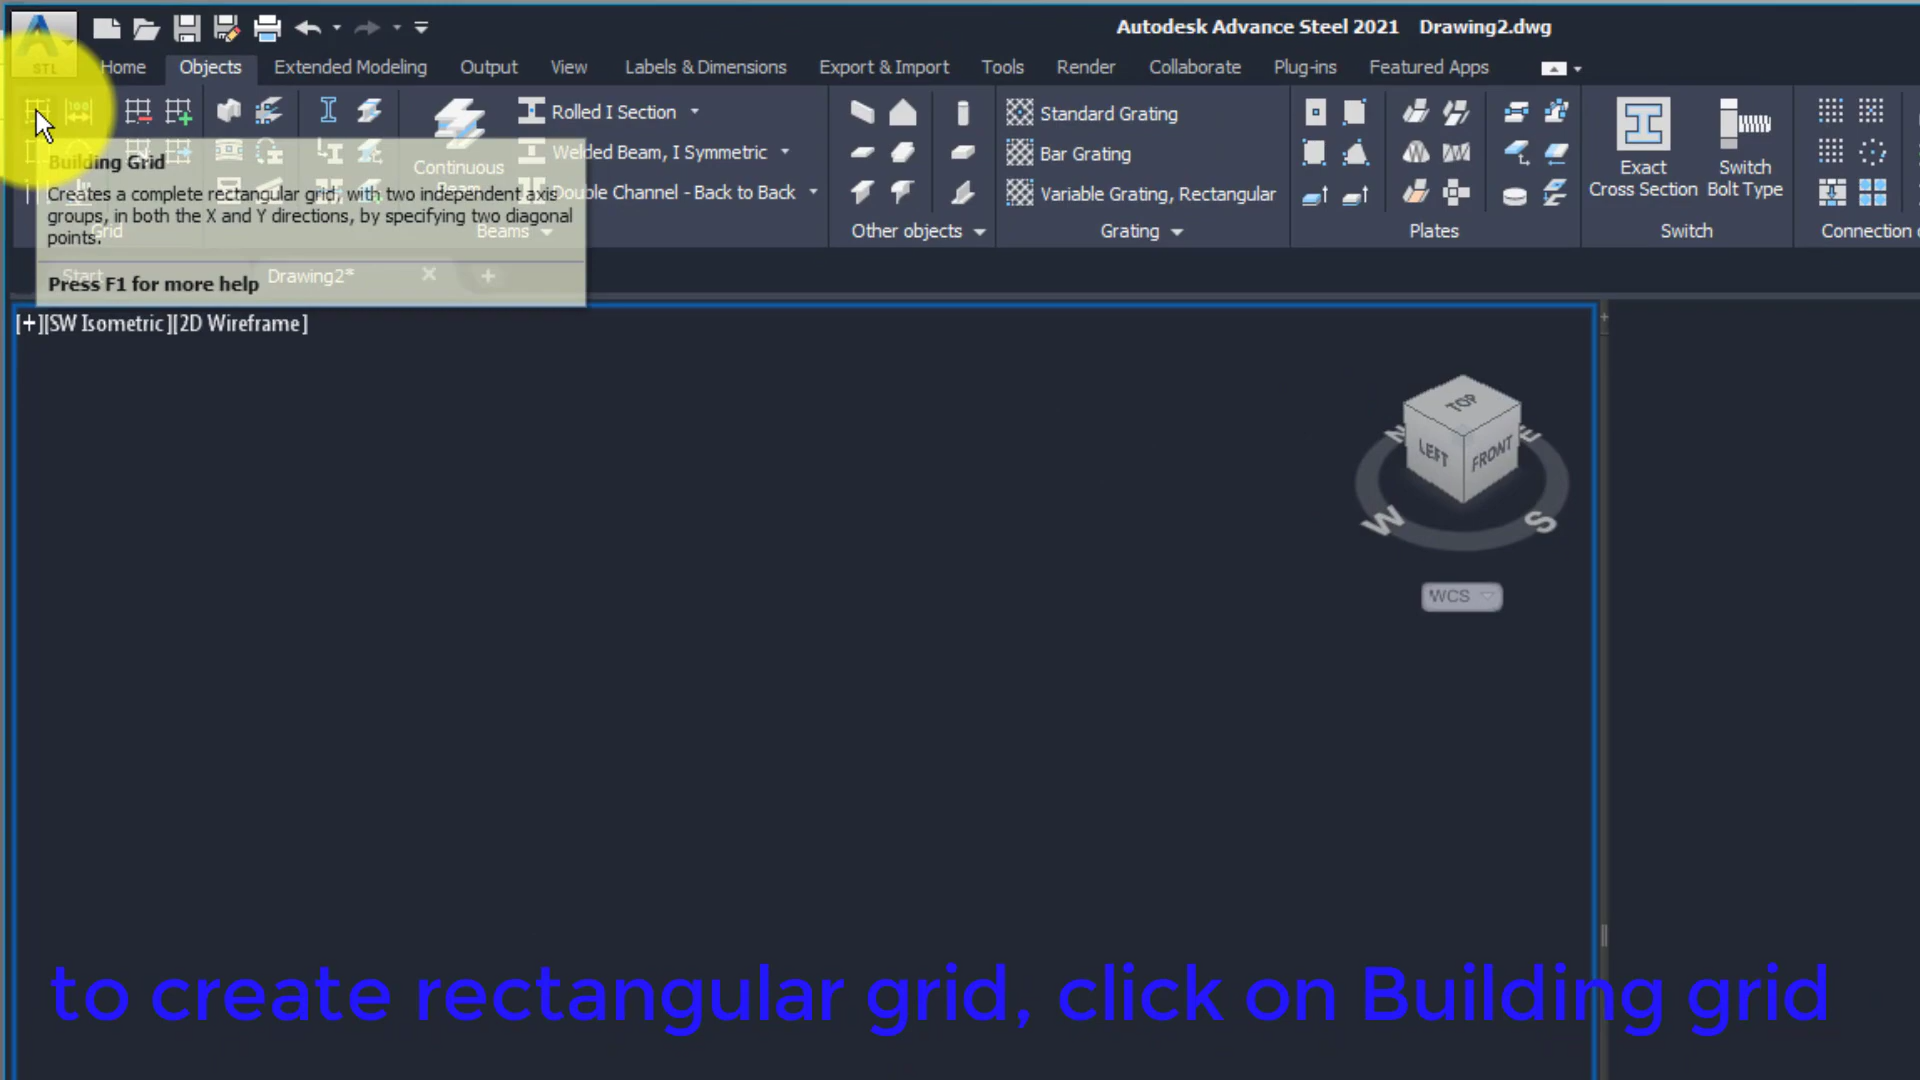 Autodesk Advance Steel 2021 Drawing2.dwg
STL Home Objects Extended Modeling Output View Labels & Dimensions Export & Import Tools Render Collaborate Plug-ins Featured Apps
100
Rolled I Section
Welded Beam, I Symmetric
Double Channel - Back to Back
Continuous
Beam
Beams
Other objects
Standard Grating
Bar Grating
Variable Grating, Rectangular
Grating
Plates
Exact
Cross Section
Switch
Bolt Type
Switch
Connection
Grid
Building Grid
Creates a complete rectangular grid, with two independent axis
groups, in both the X and Y directions, by specifying two diagonal
points.
Press F1 for more help
Start Drawing2*
[+][SW Isometric][2D Wireframe]
TOP
LEFT FRONT
N E
W S
WCS
to create rectangular grid, click on Building grid